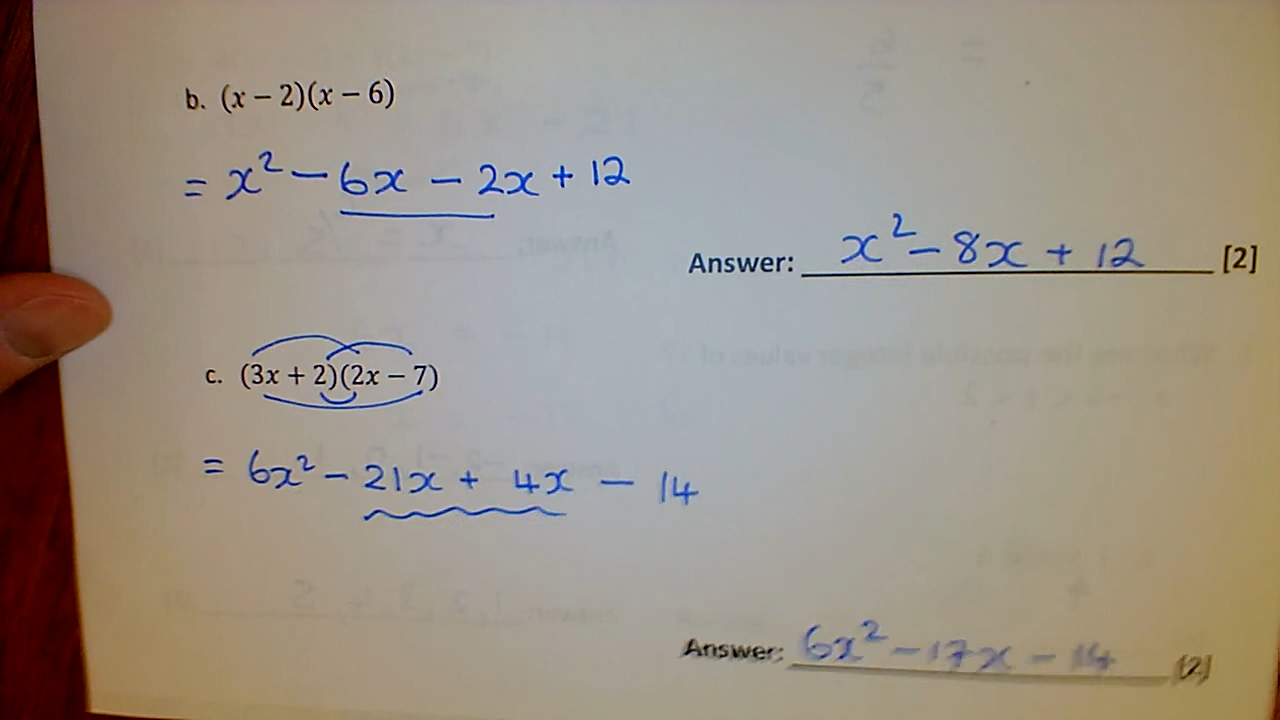 b. (x − 2)(x − 6)
= x² − 6x − 2x + 12
Answer: x² − 8x + 12 [2]
c. (3x + 2)(2x − 7)
= 6x² − 21x + 4x − 14
Answer: 6x² − 17x − 14 [2]